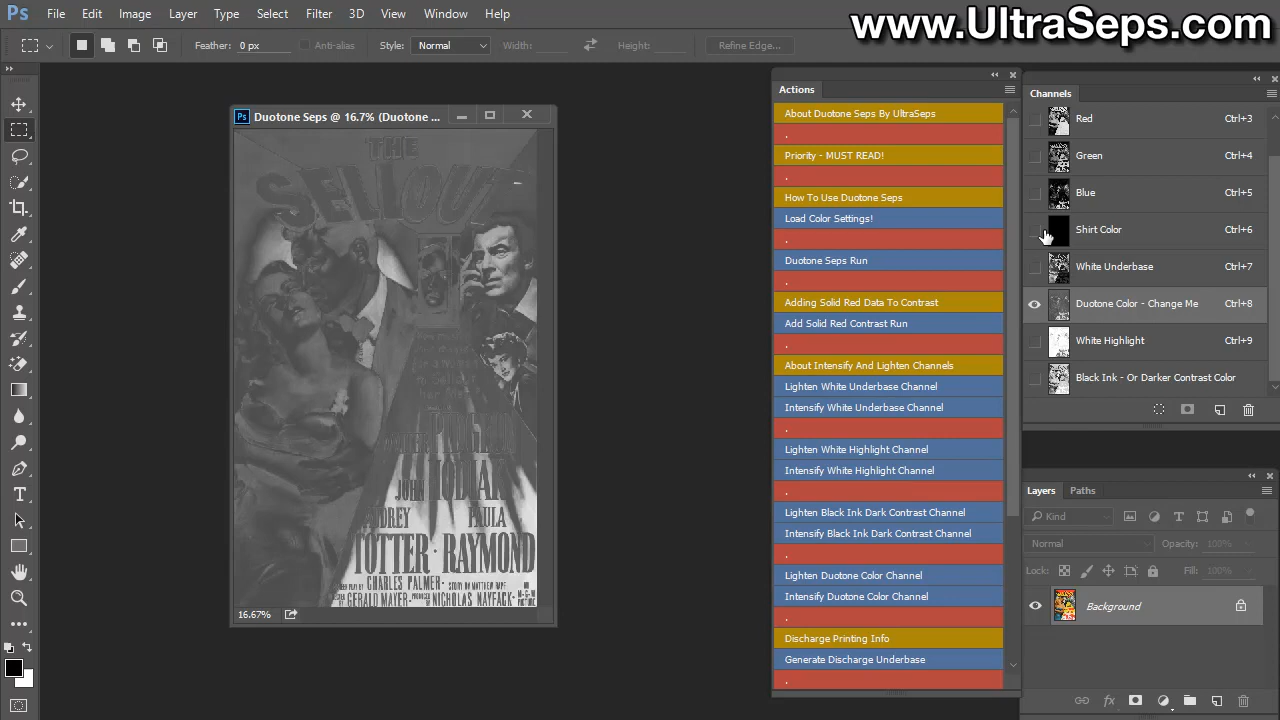 Ps File Edit Image Layer Type Select Filter 3D View Window Help
www.UltraSeps.com
Feather: 0 px Anti-alias Style: Normal Width: Height: Refine Edge...
Ps Duotone Seps @ 16.7% (Duotone ...
THE
SELLOUT
JOHN HODIAK
AUDREY PAULA
TOTTER · RAYMOND
CHARLES PALMER
GERALD MAYER NICHOLAS NAYFACK
16.67%
Actions
About Duotone Seps By UltraSeps
.
Priority - MUST READ!
.
How To Use Duotone Seps
Load Color Settings!
.
Duotone Seps Run
.
Adding Solid Red Data To Contrast
Add Solid Red Contrast Run
.
About Intensify And Lighten Channels
Lighten White Underbase Channel
Intensify White Underbase Channel
.
Lighten White Highlight Channel
Intensify White Highlight Channel
.
Lighten Black Ink Dark Contrast Channel
Intensify Black Ink Dark Contrast Channel
.
Lighten Duotone Color Channel
Intensify Duotone Color Channel
.
Discharge Printing Info
Generate Discharge Underbase
.
Channels
Red Ctrl+3
Green Ctrl+4
Blue Ctrl+5
Shirt Color Ctrl+6
White Underbase Ctrl+7
Duotone Color - Change Me Ctrl+8
White Highlight Ctrl+9
Black Ink - Or Darker Contrast Color
Layers Paths
Kind
Normal Opacity: 100%
Lock: Fill: 100%
Background